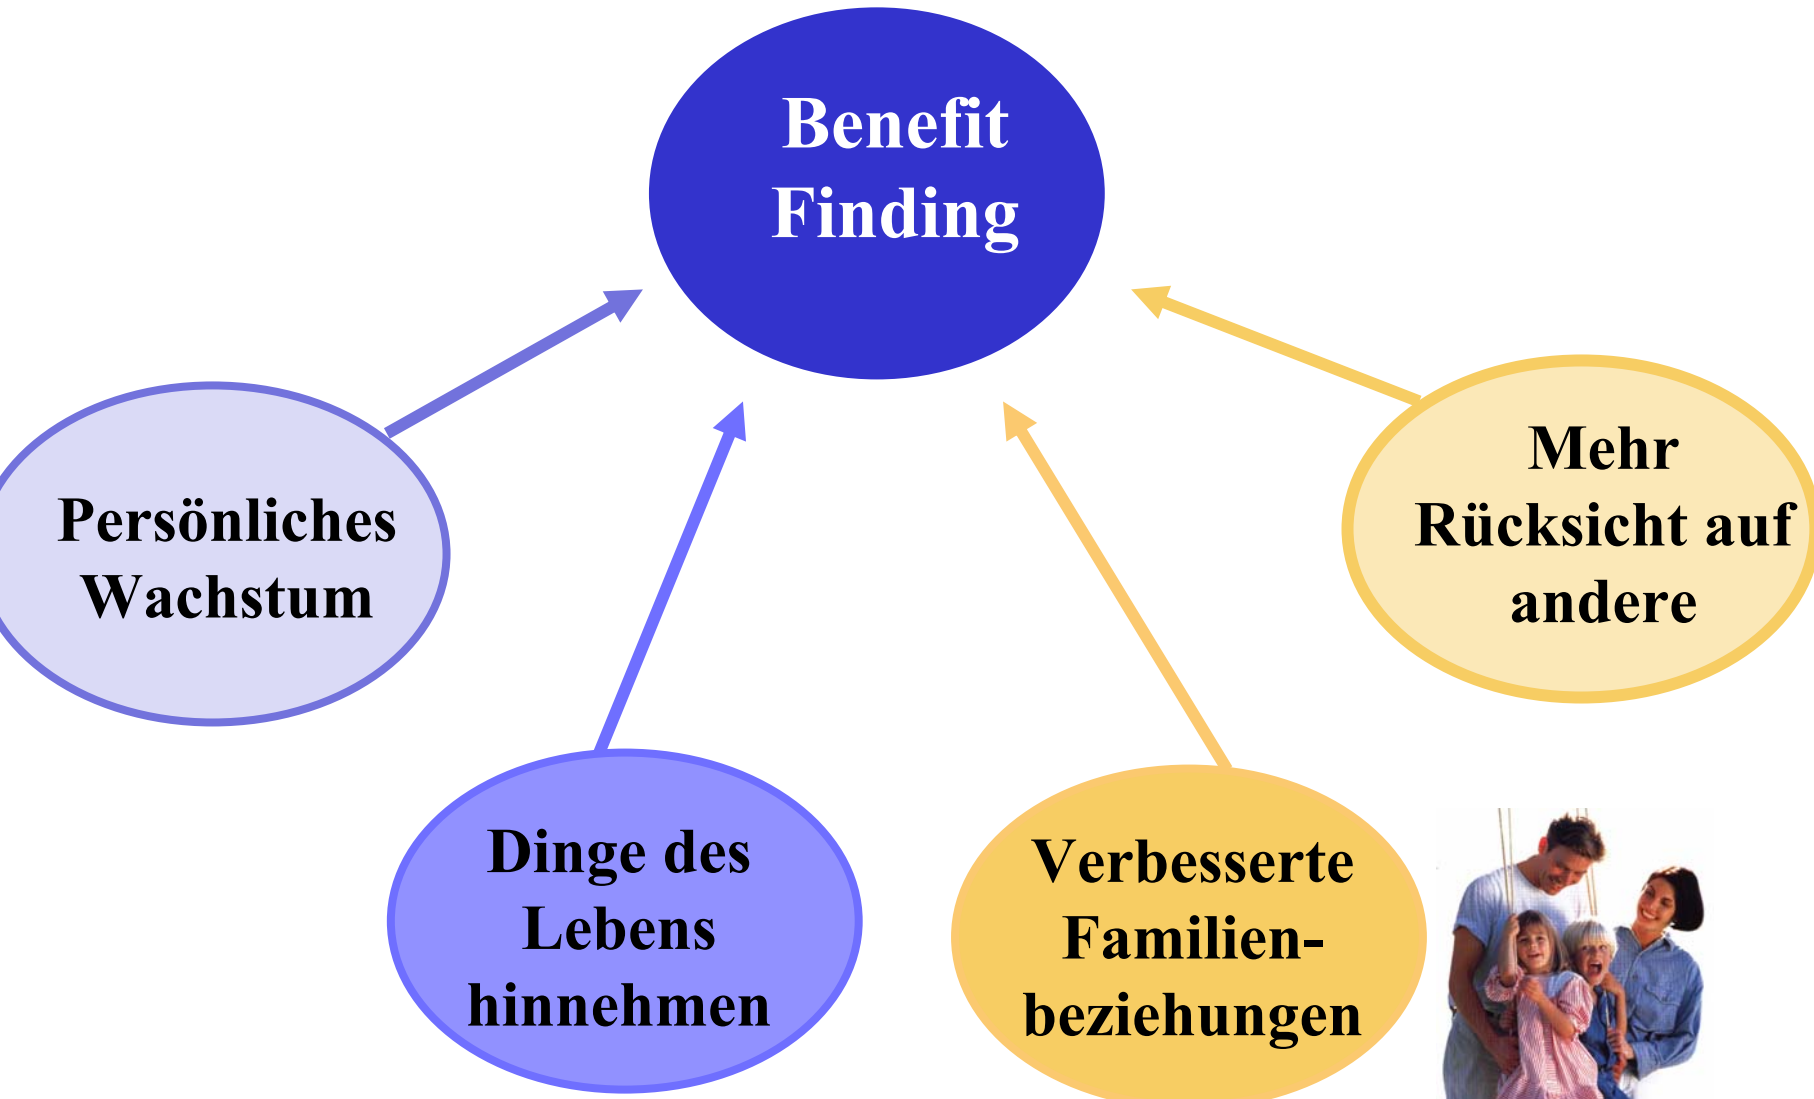 Benefit
Finding
Persönliches
Wachstum
Dinge des
Lebens
hinnehmen
Verbesserte
Familien-
beziehungen
Mehr
Rücksicht auf
andere